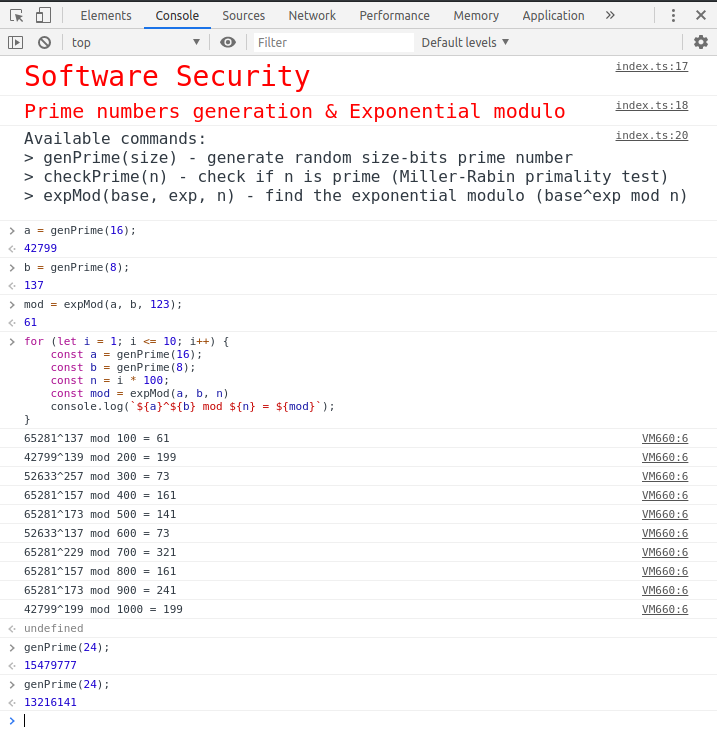 Elements Console Sources Network Performance Memory Application »
top Filter Default levels
Software Security index.ts:17
Prime numbers generation & Exponential modulo index.ts:18
Available commands: index.ts:20
> genPrime(size) - generate random size-bits prime number
> checkPrime(n) - check if n is prime (Miller-Rabin primality test)
> expMod(base, exp, n) - find the exponential modulo (base^exp mod n)
a = genPrime(16);
42799
b = genPrime(8);
137
mod = expMod(a, b, 123);
61
for (let i = 1; i <= 10; i++) {
    const a = genPrime(16);
    const b = genPrime(8);
    const n = i * 100;
    const mod = expMod(a, b, n)
    console.log(`${a}^${b} mod ${n} = ${mod}`);
}
65281^137 mod 100 = 61 VM660:6
42799^139 mod 200 = 199 VM660:6
52633^257 mod 300 = 73 VM660:6
65281^157 mod 400 = 161 VM660:6
65281^173 mod 500 = 141 VM660:6
52633^137 mod 600 = 73 VM660:6
65281^229 mod 700 = 321 VM660:6
65281^157 mod 800 = 161 VM660:6
65281^173 mod 900 = 241 VM660:6
42799^199 mod 1000 = 199 VM660:6
undefined
genPrime(24);
15479777
genPrime(24);
13216141